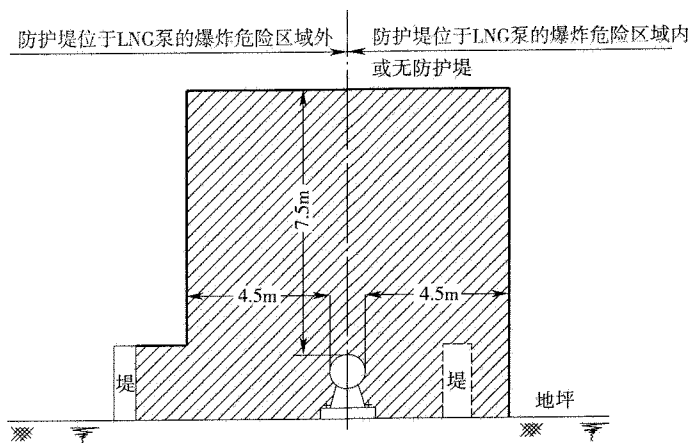 防护堤位于LNG泵的爆炸危险区域外
防护堤位于LNG泵的爆炸危险区域内
或无防护堤
7.5m
4.5m
4.5m
堤
堤
地坪